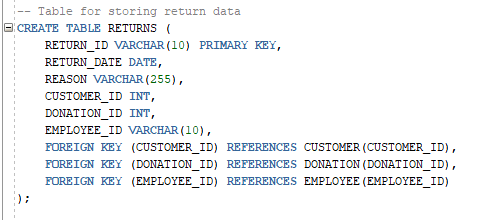 -- Table for storing return data
CREATE TABLE RETURNS (
RETURN_ID VARCHAR(10) PRIMARY KEY,
RETURN_DATE DATE,
REASON VARCHAR(255),
CUSTOMER_ID INT,
DONATION_ID INT,
EMPLOYEE_ID VARCHAR(10),
FOREIGN KEY (CUSTOMER_ID) REFERENCES CUSTOMER(CUSTOMER_ID),
FOREIGN KEY (DONATION_ID) REFERENCES DONATION(DONATION_ID),
FOREIGN KEY (EMPLOYEE_ID) REFERENCES EMPLOYEE(EMPLOYEE_ID)
);